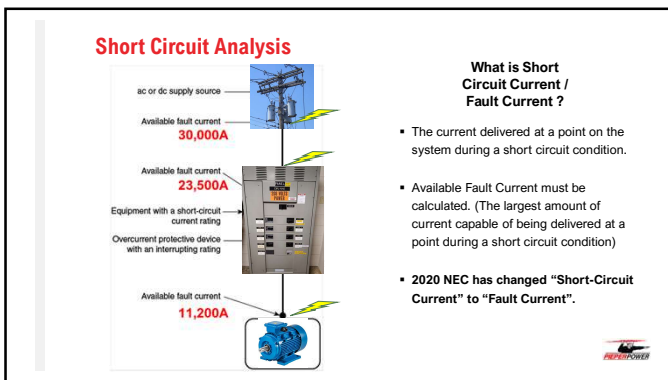 Short Circuit Analysis
ac or dc supply source
Available fault current
30,000A
Available fault current
23,500A
Equipment with a short-circuit
current rating
Overcurrent protective device
with an interrupting rating
Available fault current
11,200A
What is Short
Circuit Current /
Fault Current ?
▪ The current delivered at a point on the
system during a short circuit condition.
▪ Available Fault Current must be
calculated. (The largest amount of
current capable of being delivered at a
point during a short circuit condition)
▪ 2020 NEC has changed “Short-Circuit
Current” to “Fault Current”.
PIEPERPOWER